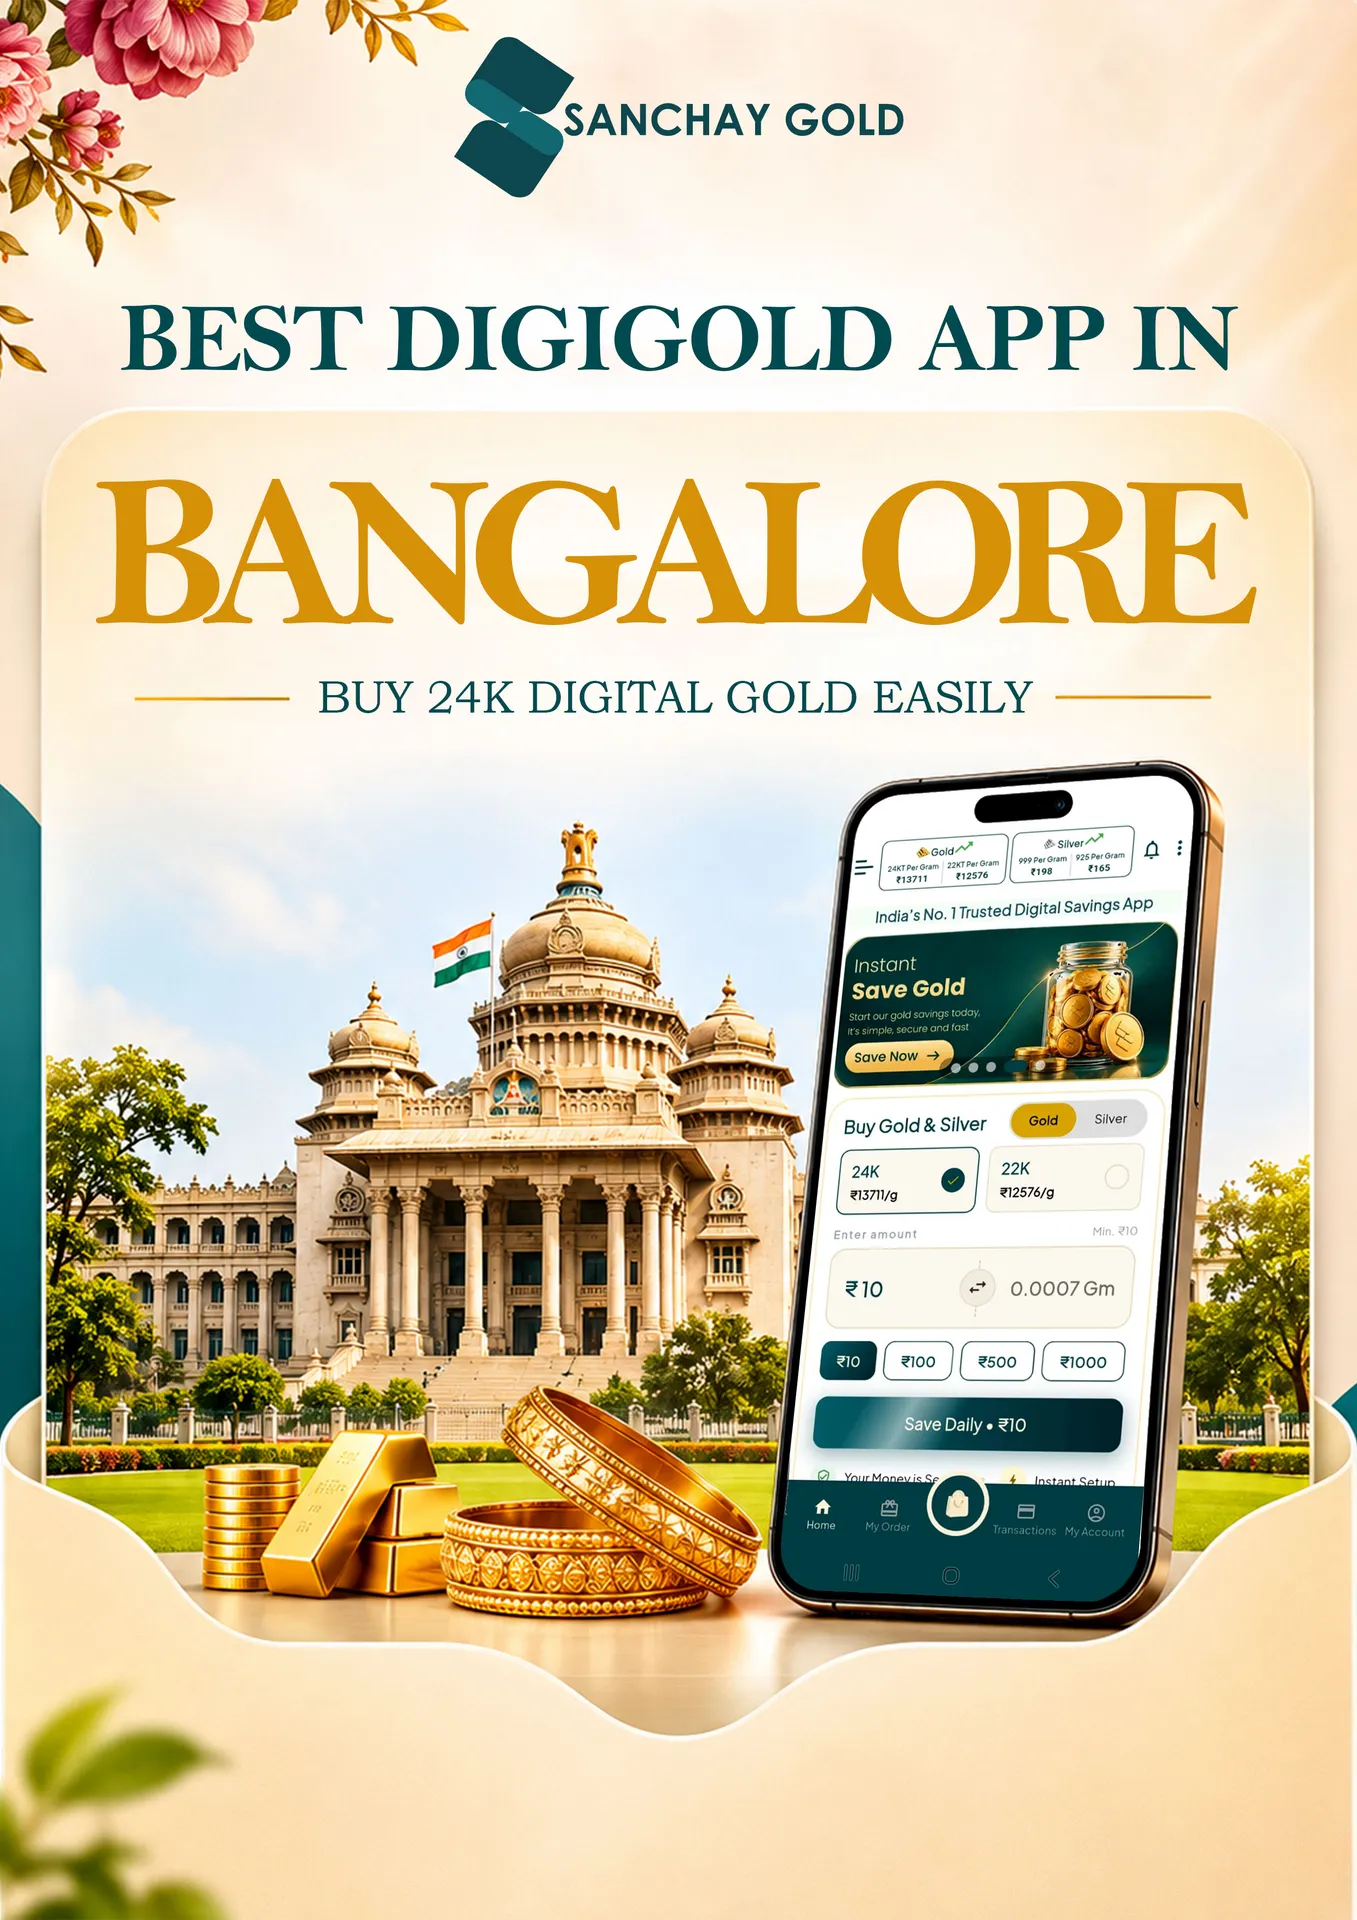 SANCHAY GOLD
BEST DIGIGOLD APP IN
BANGALORE
BUY 24K DIGITAL GOLD EASILY
Gold
24KT Per Gram 22KT Per Gram
₹13711 ₹12576
Silver
999 Per Gram 925 Per Gram
₹198 ₹165
India's No. 1 Trusted Digital Savings App
Instant
Save Gold
Start our gold savings today,
It's simple, secure and fast
Save Now →
Buy Gold & Silver
Gold Silver
24K
₹13711/g
22K
₹12576/g
Enter amount Min. ₹10
₹10 0.0007 Gm
₹10 ₹100 ₹500 ₹1000
Save Daily • ₹10
Your Money is Instant Setup
Home My Order Transactions My Account